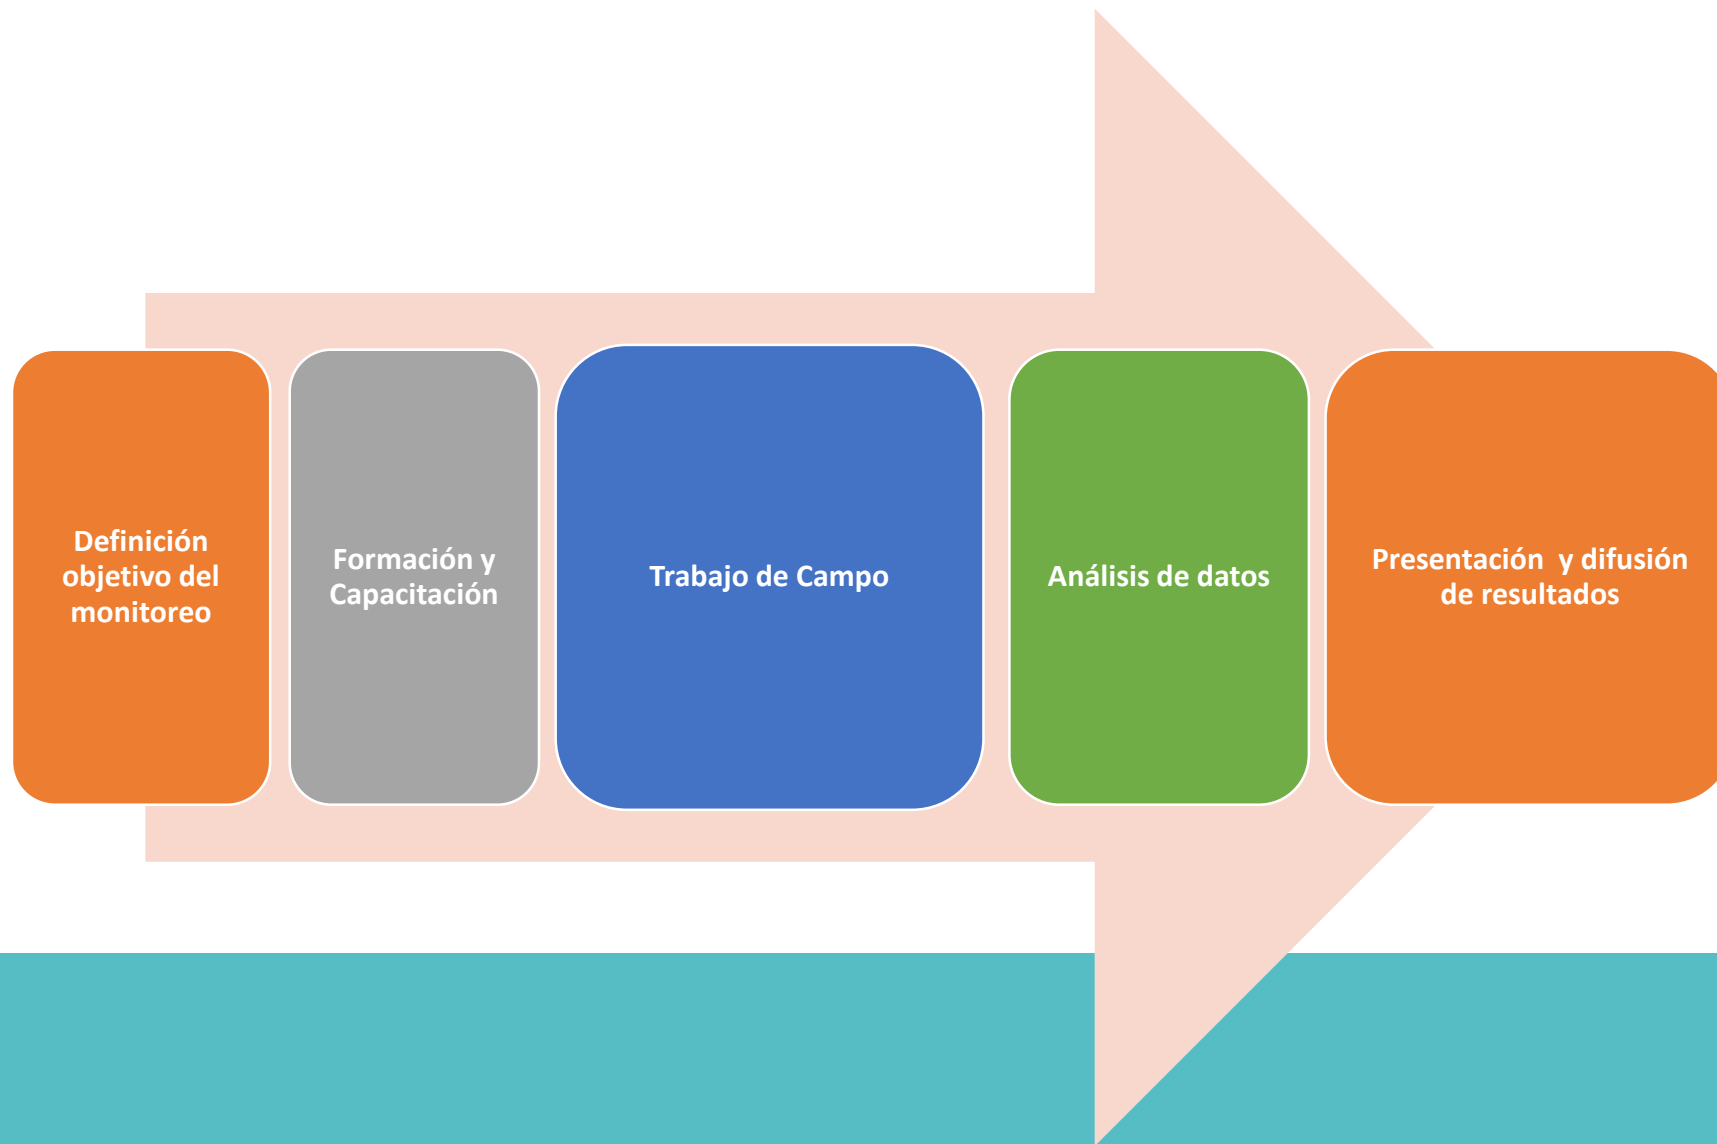 Definición
objetivo del
monitoreo
Formación y
Capacitación
Trabajo de Campo
Análisis de datos
Presentación  y difusión
de resultados